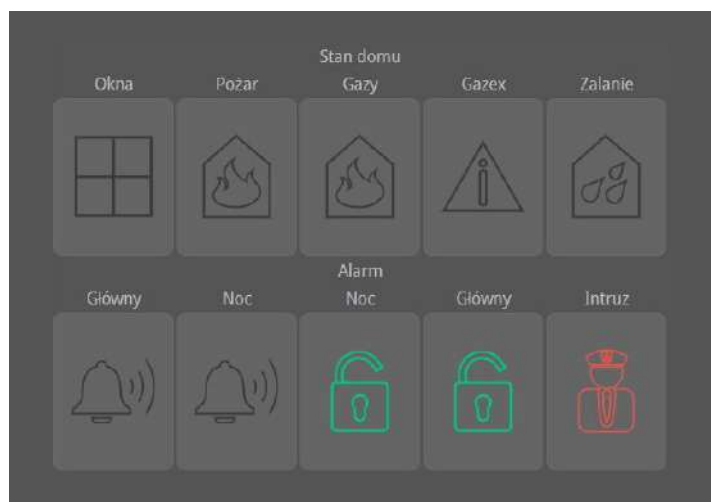 Stan domu
Okna Pożar Gazy Gazex Zalanie
Alarm
Główny Noc Noc Główny Intruz